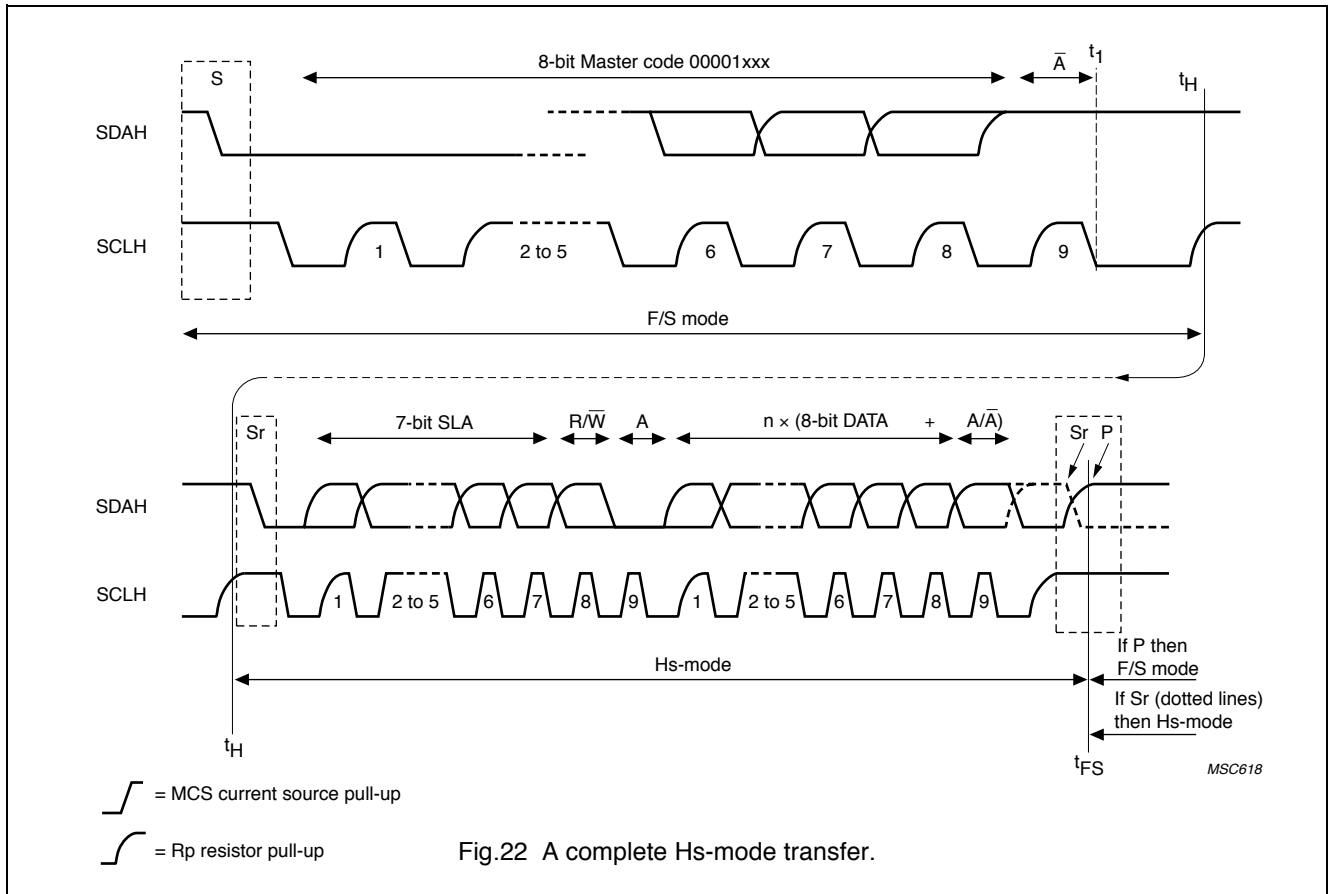 8-bit Master code 00001xxx
A̅
t1
tH
S
SDAH
SCLH
1
2 to 5
6
7
8
9
F/S mode
Sr
7-bit SLA
R/W̅
A
n × (8-bit DATA
+
A/A̅)
Sr
P
SDAH
SCLH
1
2 to 5
6
7
8
9
1
2 to 5
6
7
8
9
Hs-mode
If P then
F/S mode
If Sr (dotted lines)
then Hs-mode
tH
tFS
MSC618
= MCS current source pull-up
= Rp resistor pull-up
Fig.22 A complete Hs-mode transfer.